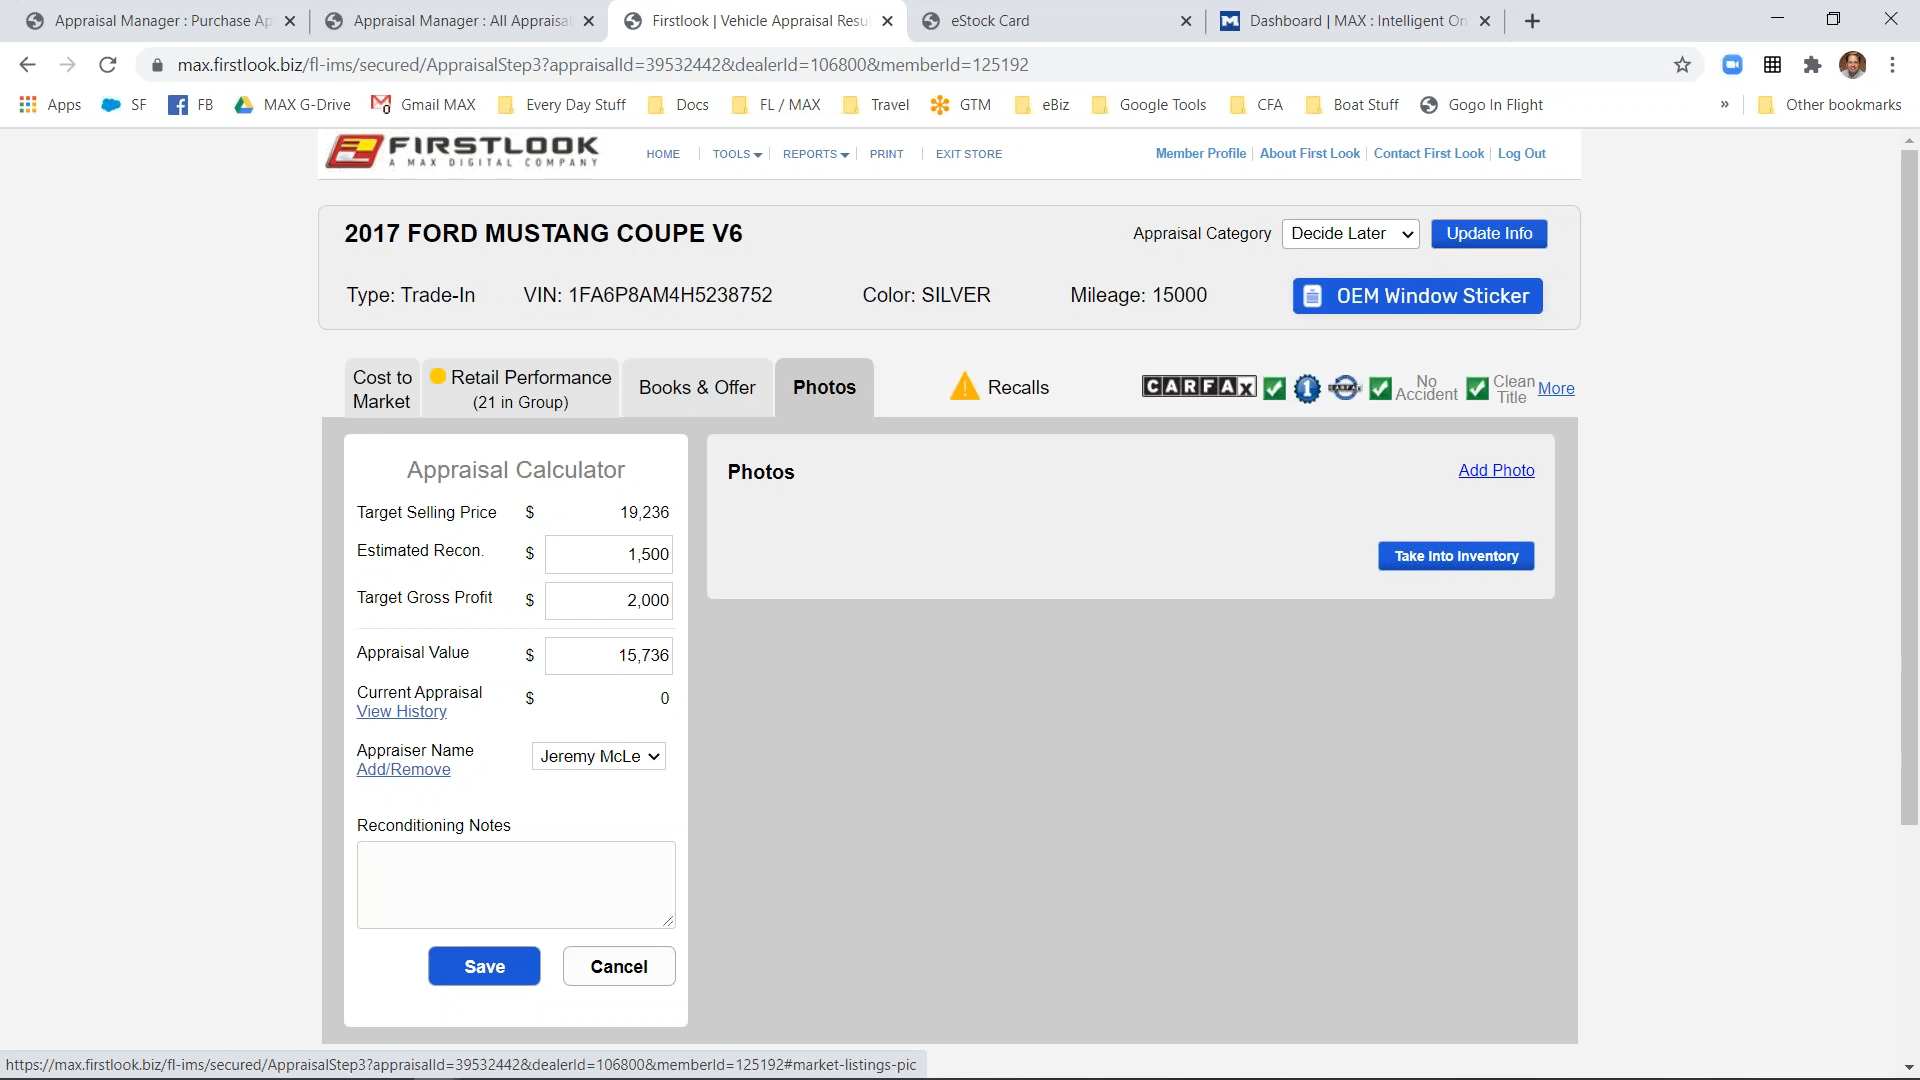 Appraisal Manager : Purchase Ap
Appraisal Manager : All Appraisal
Firstlook | Vehicle Appraisal Resu
eStock Card
Dashboard | MAX : Intelligent On
max.firstlook.biz/fl-ims/secured/AppraisalStep3?appraisalId=39532442&dealerId=106800&memberId=125192
Apps
SF
FB
MAX G-Drive
Gmail MAX
Every Day Stuff
Docs
FL / MAX
Travel
GTM
eBiz
Google Tools
CFA
Boat Stuff
Gogo In Flight
»
Other bookmarks
FIRSTLOOK
A MAX DIGITAL COMPANY
HOME
TOOLS
REPORTS
PRINT
EXIT STORE
Member Profile
About First Look
Contact First Look
Log Out
2017 FORD MUSTANG COUPE V6
Appraisal Category
Decide Later
Update Info
Type: Trade-In
VIN: 1FA6P8AM4H5238752
Color: SILVER
Mileage: 15000
OEM Window Sticker
Cost to
Market
Retail Performance
(21 in Group)
Books & Offer
Photos
Recalls
CARFAX
1
CARFAX
No
Accident
Clean
Title
More
Appraisal Calculator
Target Selling Price $ 19,236
Estimated Recon. $ 1,500
Target Gross Profit $ 2,000
Appraisal Value $ 15,736
Current Appraisal $ 0
View History
Appraiser Name
Add/Remove
Jeremy McLe
Reconditioning Notes
Save
Cancel
Photos
Add Photo
Take Into Inventory
https://max.firstlook.biz/fl-ims/secured/AppraisalStep3?appraisalId=39532442&dealerId=106800&memberId=125192#market-listings-pic